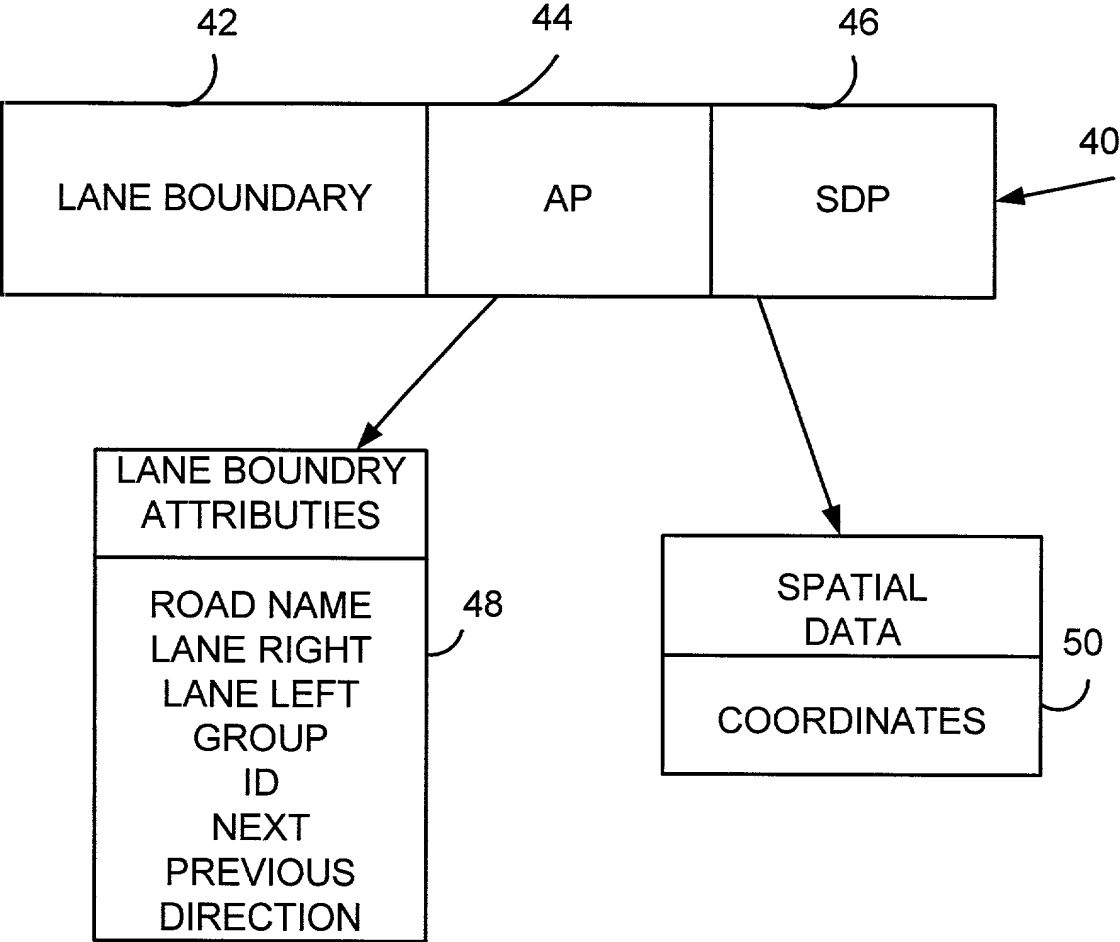 42
44
46
40
LANE BOUNDARY
AP
SDP
LANE BOUNDRY
ATTRIBUTIES
ROAD NAME
LANE RIGHT
LANE LEFT
GROUP
ID
NEXT
PREVIOUS
DIRECTION
48
SPATIAL
DATA
COORDINATES
50